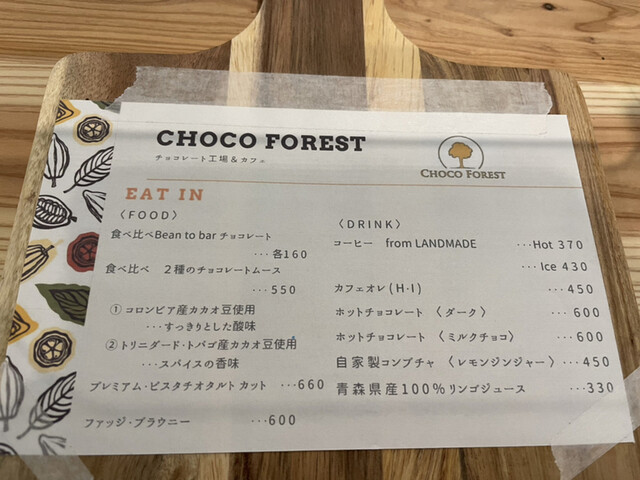 CHOCO FOREST
チョコレート工場&カフェ
CHOCO FOREST
EAT IN
〈FOOD〉
食べ比べBean to bar チョコレート
･･･各160
食べ比べ 2種のチョコレートムース
･･･550
① コロンビア産カカオ豆使用
･･･すっきりとした酸味
② トリニダード・トバゴ産カカオ豆使用
･･･スパイスの香味
プレミアム・ピスタチオタルト カット ･･･660
ファッジ・ブラウニー ･･･600
〈DRINK〉
コーヒー from LANDMADE ･･･Hot 370
･･･Ice 430
カフェオレ(H・I) ･･･450
ホットチョコレート 〈ダーク〉 ･･･600
ホットチョコレート 〈ミルクチョコ〉 ･･･600
自家製コンブチャ 〈レモンジンジャー〉 ･･･450
青森県産100%リンゴジュース ･･･330